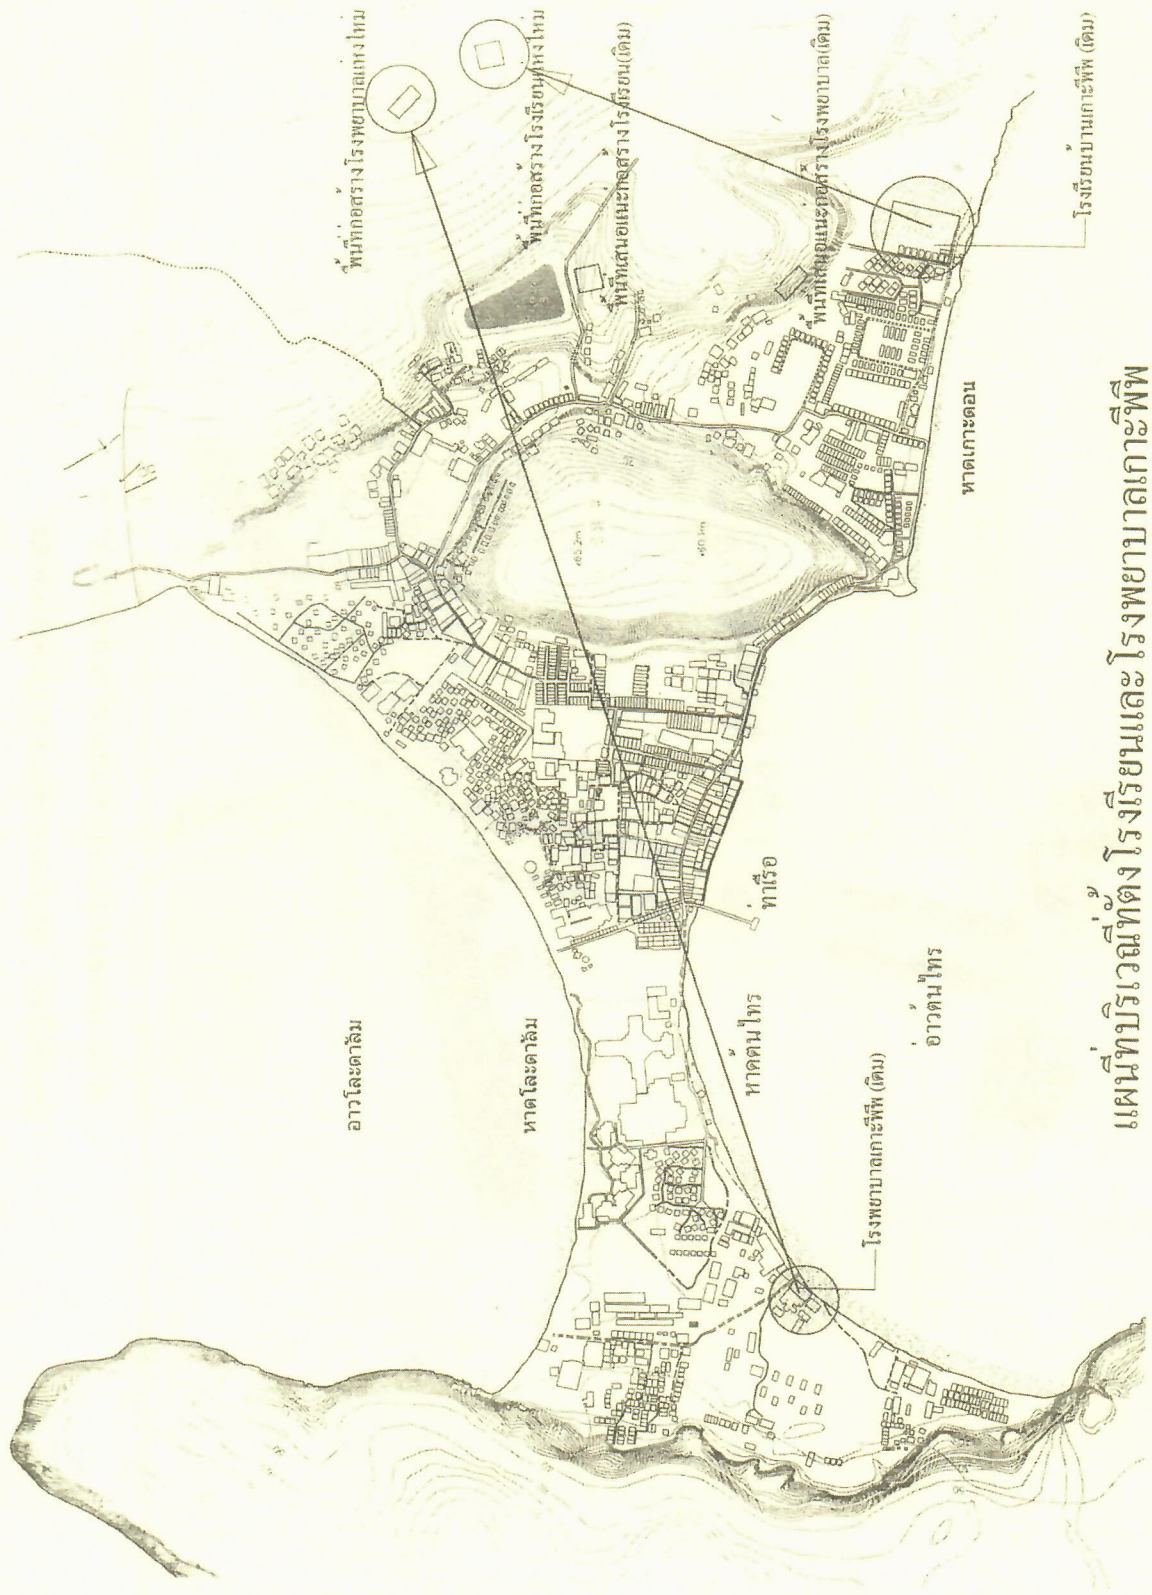 พื้นที่ก่อสร้างโรงพยาบาลแห่งใหม่
พื้นที่ก่อสร้างโรงเรียนแห่งใหม่
พื้นที่เสนอแนะก่อสร้างโรงเรียน(เดิม)
พื้นที่เสนอแนะก่อสร้างโรงพยาบาล(เดิม)
โรงเรียนบ้านเกาะพีพี (เดิม)
หาดเกาะดอน
ท่าเรือ
อ่าวโละดาลัม
หาดโละดาลัม
หาดต้นไทร
อ่าวต้นไทร
โรงพยาบาลเกาะพีพี (เดิม)
แผนที่บริเวณที่ตั้งโรงเรียนและโรงพยาบาลเกาะพีพี